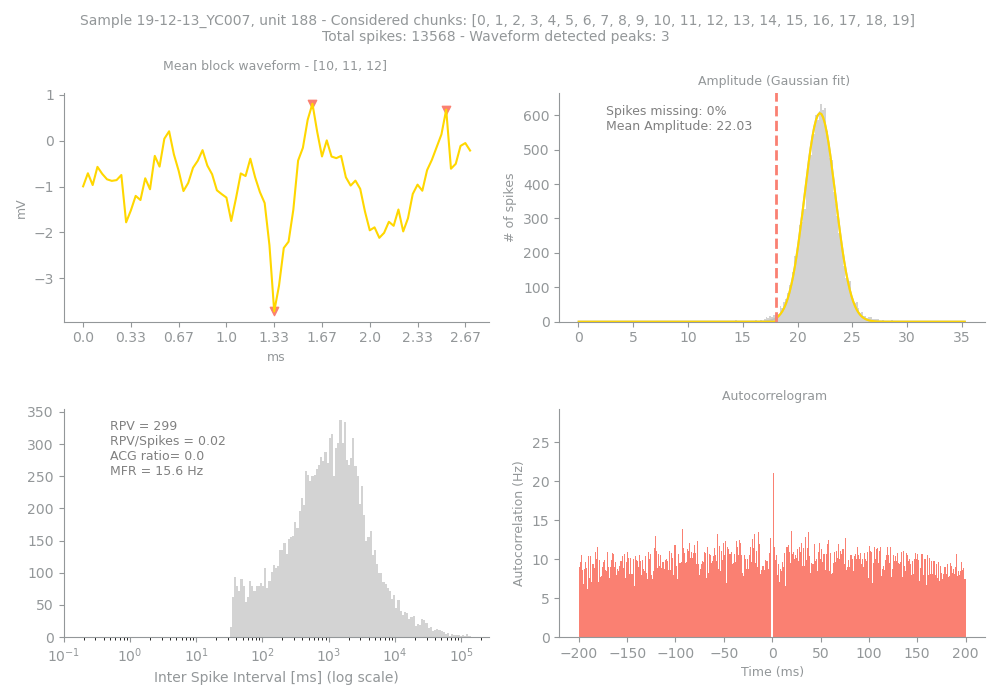 Sample 19-12-13_YC007, unit 188 - Considered chunks: [0, 1, 2, 3, 4, 5, 6, 7, 8, 9, 10, 11, 12, 13, 14, 15, 16, 17, 18, 19]
Total spikes: 13568 - Waveform detected peaks: 3
Mean block waveform - [10, 11, 12]
1
0
−1
−2
−3
mV
0.0 0.33 0.67 1.0 1.33 1.67 2.0 2.33 2.67
ms
Amplitude (Gaussian fit)
Spikes missing: 0%
Mean Amplitude: 22.03
600
500
400
300
200
100
0
# of spikes
0 5 10 15 20 25 30 35
RPV = 299
RPV/Spikes = 0.02
ACG ratio= 0.0
MFR = 15.6 Hz
350
300
250
200
150
100
50
0
10⁻¹ 10⁰ 10¹ 10² 10³ 10⁴ 10⁵
Inter Spike Interval [ms] (log scale)
Autocorrelogram
25
20
15
10
5
0
Autocorrelation (Hz)
−200 −150 −100 −50 0 50 100 150 200
Time (ms)